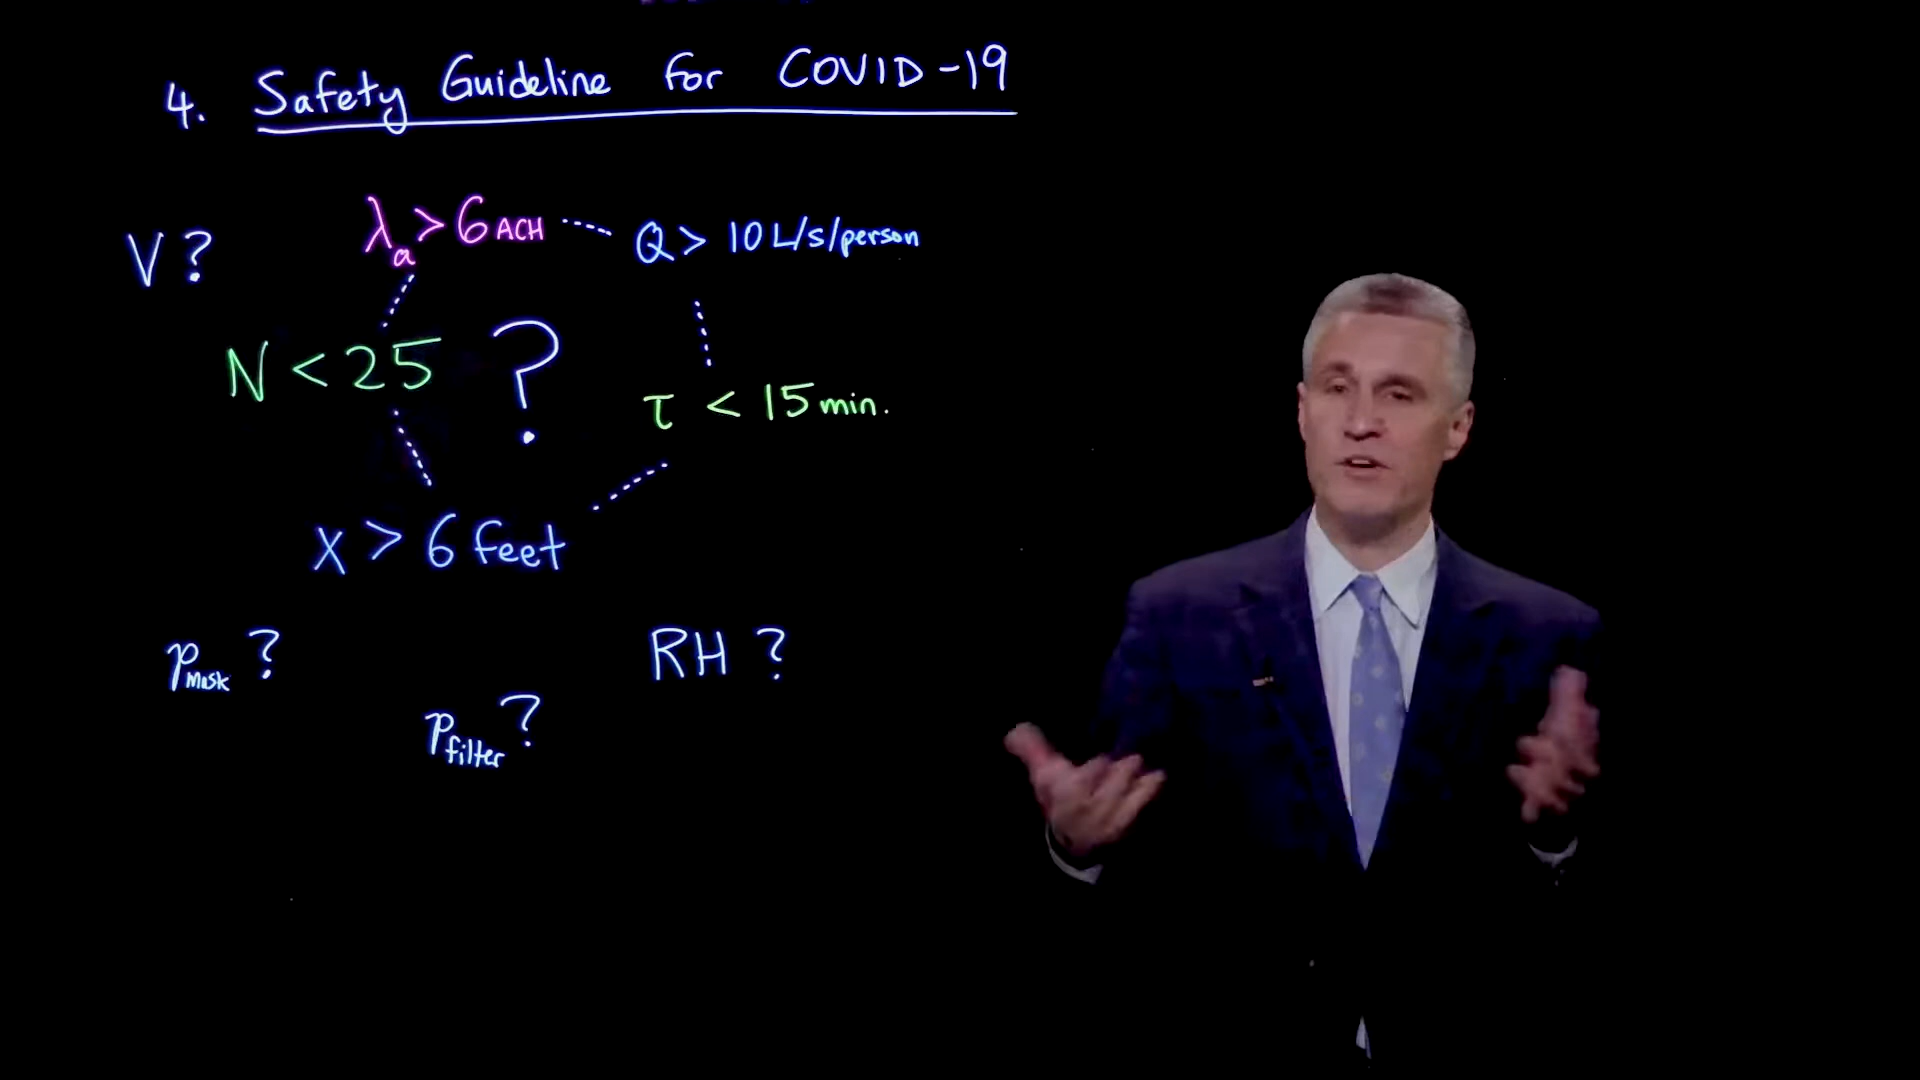 4. Safety Guideline for COVID-19
V ?
λa > 6 ACH
Q > 10 L/s/person
N < 25
?
τ < 15 min.
x > 6 feet
Pmask ?
RH ?
Pfilter ?